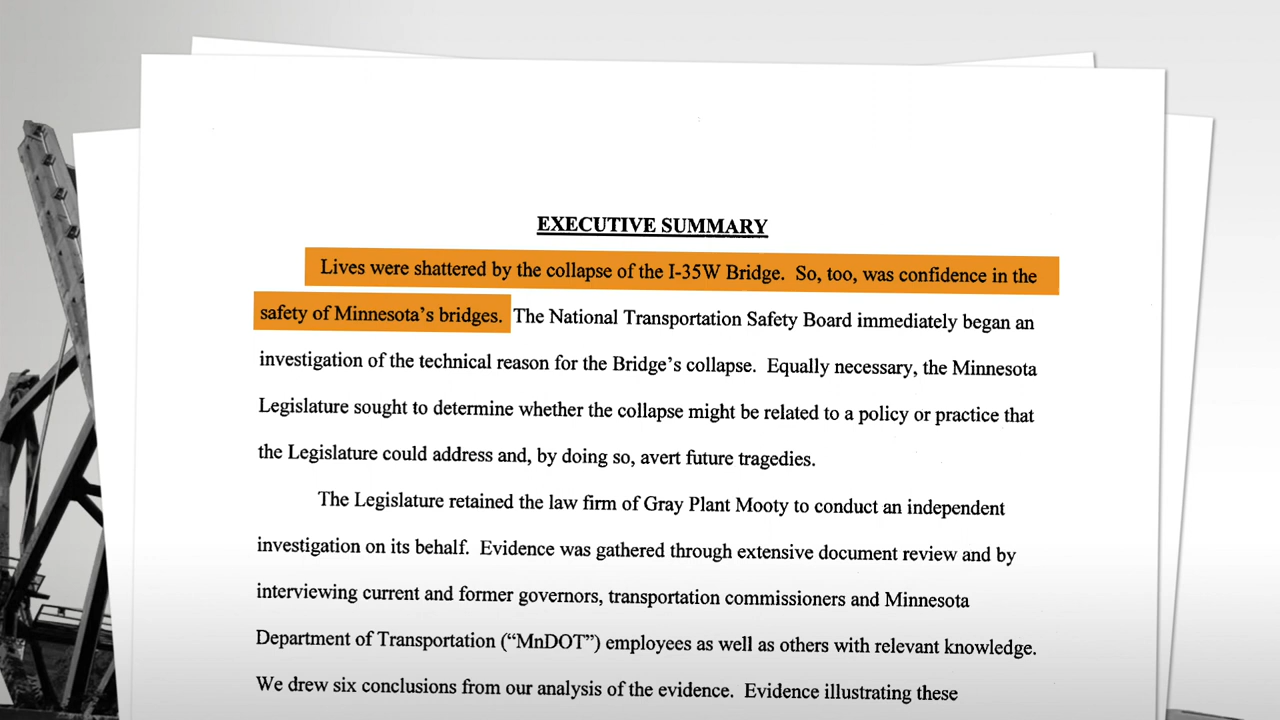 EXECUTIVE SUMMARY
Lives were shattered by the collapse of the I-35W Bridge. So, too, was confidence in the
safety of Minnesota’s bridges. The National Transportation Safety Board immediately began an
investigation of the technical reason for the Bridge’s collapse. Equally necessary, the Minnesota
Legislature sought to determine whether the collapse might be related to a policy or practice that
the Legislature could address and, by doing so, avert future tragedies.
The Legislature retained the law firm of Gray Plant Mooty to conduct an independent
investigation on its behalf. Evidence was gathered through extensive document review and by
interviewing current and former governors, transportation commissioners and Minnesota
Department of Transportation (“MnDOT”) employees as well as others with relevant knowledge.
We drew six conclusions from our analysis of the evidence. Evidence illustrating these